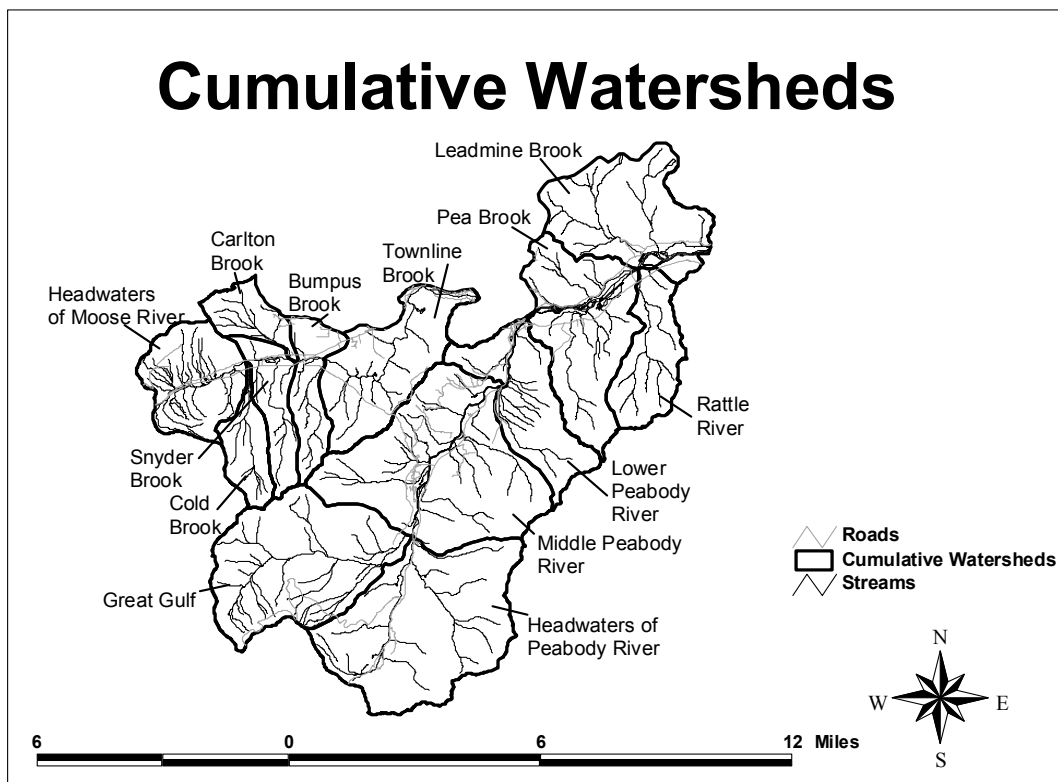 Cumulative Watersheds
Leadmine Brook
Pea Brook
Carlton
Brook
Townline
Brook
Bumpus
Brook
Headwaters
of Moose River
Rattle
River
Snyder
Brook
Lower
Peabody
River
Cold
Brook
Middle Peabody
River
Great Gulf
Headwaters of
Peabody River
Roads
Cumulative Watersheds
Streams
N
W
E
S
6
0
6
12 Miles